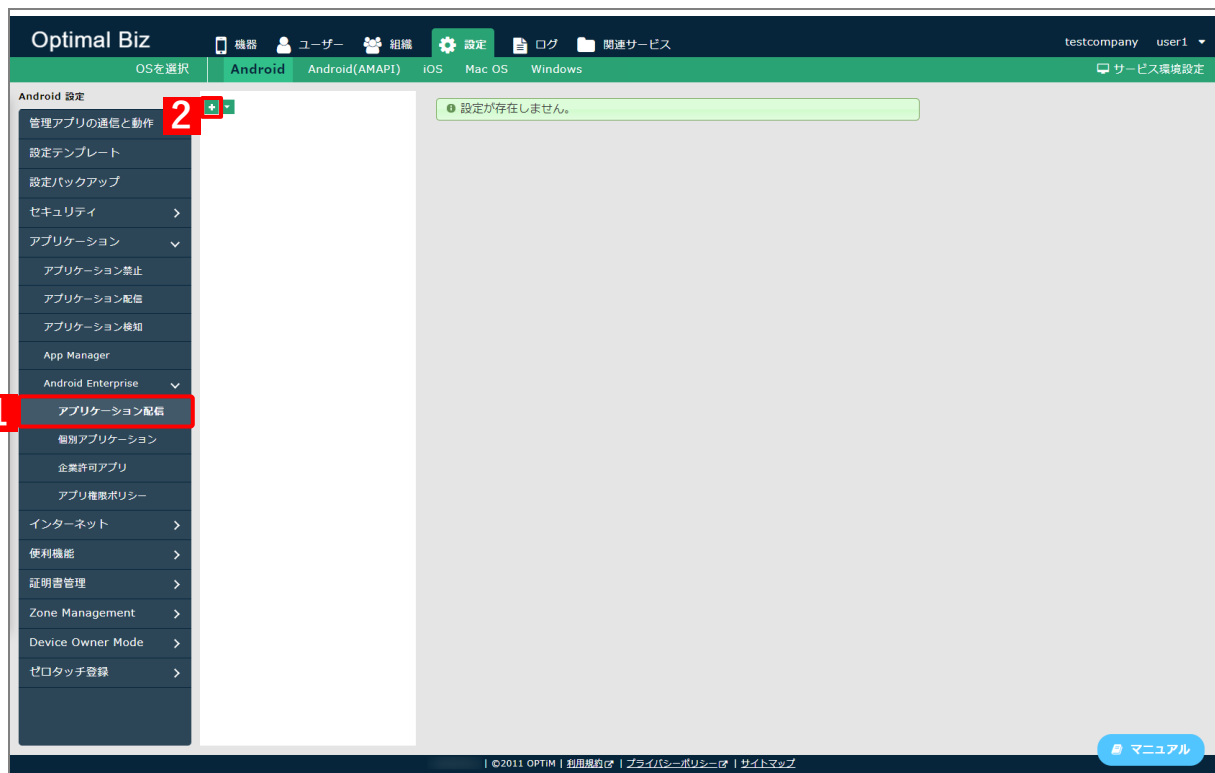 Optimal Biz 機器 ユーザー 組織 設定 ログ 関連サービス testcompany user1
OSを選択 Android Android(AMAPI) iOS Mac OS Windows サービス環境設定
Android 設定
管理アプリの通信と動作
2
設定が存在しません。
設定テンプレート
設定バックアップ
セキュリティ
アプリケーション
アプリケーション禁止
アプリケーション配信
アプリケーション検知
App Manager
Android Enterprise
1
アプリケーション配信
個別アプリケーション
企業許可アプリ
アプリ権限ポリシー
インターネット
便利機能
証明書管理
Zone Management
Device Owner Mode
ゼロタッチ登録
マニュアル
| ©2011 OPTiM | 利用規約 | プライバシーポリシー | サイトマップ